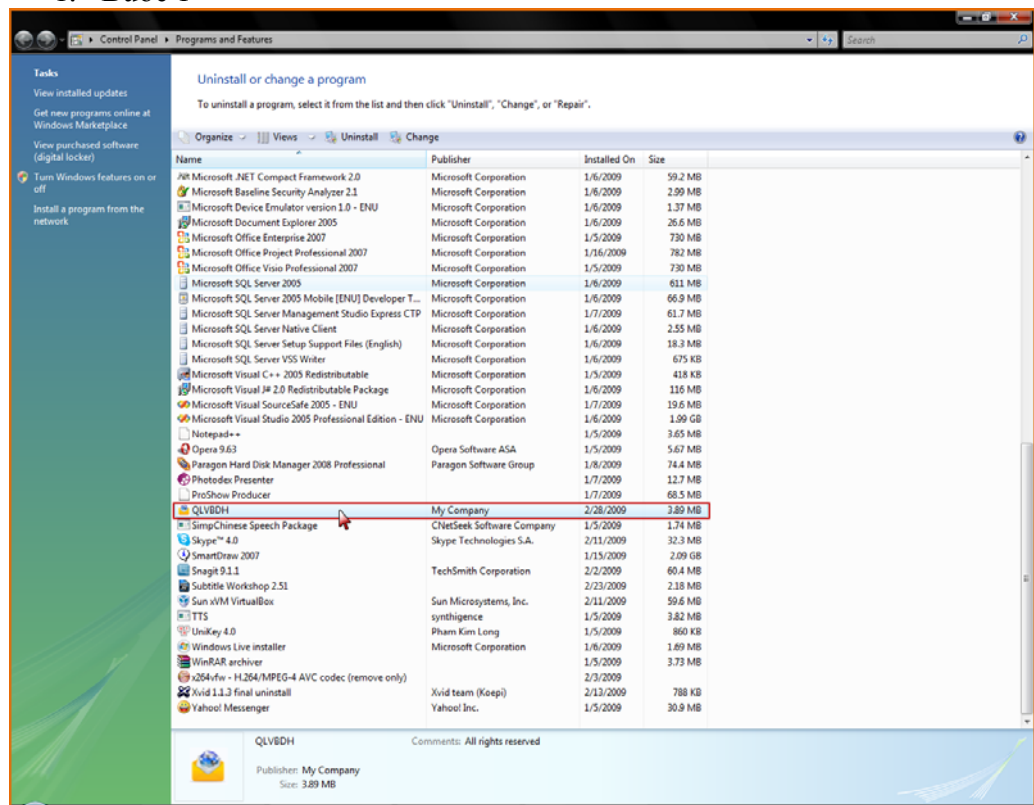 Control Panel ▸ Programs and Features
Search
Tasks
View installed updates
Get new programs online at
Windows Marketplace
View purchased software
(digital locker)
Turn Windows features on or
off
Install a program from the
network
Uninstall or change a program
To uninstall a program, select it from the list and then click "Uninstall", "Change", or "Repair".
Organize Views Uninstall Change
Name Publisher Installed On Size
Microsoft .NET Compact Framework 2.0 Microsoft Corporation 1/6/2009 59.2 MB
Microsoft Baseline Security Analyzer 2.1 Microsoft Corporation 1/6/2009 2.99 MB
Microsoft Device Emulator version 1.0 - ENU Microsoft Corporation 1/6/2009 1.37 MB
Microsoft Document Explorer 2005 Microsoft Corporation 1/6/2009 26.6 MB
Microsoft Office Enterprise 2007 Microsoft Corporation 1/5/2009 730 MB
Microsoft Office Project Professional 2007 Microsoft Corporation 1/16/2009 782 MB
Microsoft Office Visio Professional 2007 Microsoft Corporation 1/5/2009 730 MB
Microsoft SQL Server 2005 Microsoft Corporation 1/6/2009 611 MB
Microsoft SQL Server 2005 Mobile [ENU] Developer T... Microsoft Corporation 1/6/2009 66.9 MB
Microsoft SQL Server Management Studio Express CTP Microsoft Corporation 1/7/2009 61.7 MB
Microsoft SQL Server Native Client Microsoft Corporation 1/6/2009 2.55 MB
Microsoft SQL Server Setup Support Files (English) Microsoft Corporation 1/6/2009 18.3 MB
Microsoft SQL Server VSS Writer Microsoft Corporation 1/6/2009 675 KB
Microsoft Visual C++ 2005 Redistributable Microsoft Corporation 1/5/2009 418 KB
Microsoft Visual J# 2.0 Redistributable Package Microsoft Corporation 1/6/2009 116 MB
Microsoft Visual SourceSafe 2005 - ENU Microsoft Corporation 1/7/2009 19.6 MB
Microsoft Visual Studio 2005 Professional Edition - ENU Microsoft Corporation 1/6/2009 1.99 GB
Notepad++ 1/5/2009 3.65 MB
Opera 9.63 Opera Software ASA 1/5/2009 5.67 MB
Paragon Hard Disk Manager 2008 Professional Paragon Software Group 1/8/2009 74.4 MB
Photodex Presenter 1/7/2009 12.7 MB
ProShow Producer 1/7/2009 68.5 MB
QLVBDH My Company 2/28/2009 3.89 MB
SimpChinese Speech Package CNetSeek Software Company 1/5/2009 1.74 MB
Skype™ 4.0 Skype Technologies S.A. 2/11/2009 32.3 MB
SmartDraw 2007 1/15/2009 2.09 GB
Snagit 9.1.1 TechSmith Corporation 2/2/2009 60.4 MB
Subtitle Workshop 2.51 2/23/2009 2.18 MB
Sun xVM VirtualBox Sun Microsystems, Inc. 2/11/2009 59.6 MB
TTS synthigence 1/5/2009 3.82 MB
UniKey 4.0 Pham Kim Long 1/5/2009 860 KB
Windows Live installer Microsoft Corporation 1/6/2009 1.69 MB
WinRAR archiver 1/5/2009 3.73 MB
x264vfw - H.264/MPEG-4 AVC codec (remove only) 2/3/2009
Xvid 1.1.3 final uninstall Xvid team (Koepi) 2/13/2009 788 KB
Yahoo! Messenger Yahoo! Inc. 1/5/2009 30.9 MB
QLVBDH Comments: All rights reserved
Publisher: My Company
Size: 3.89 MB